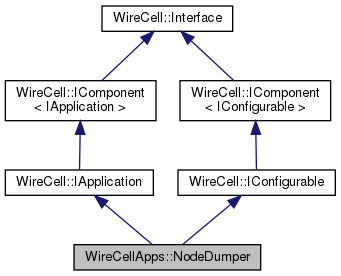 WireCell::Interface
WireCell::IComponent
< IApplication >
WireCell::IComponent
< IConfigurable >
WireCell::IApplication
WireCell::IConfigurable
WireCellApps::NodeDumper